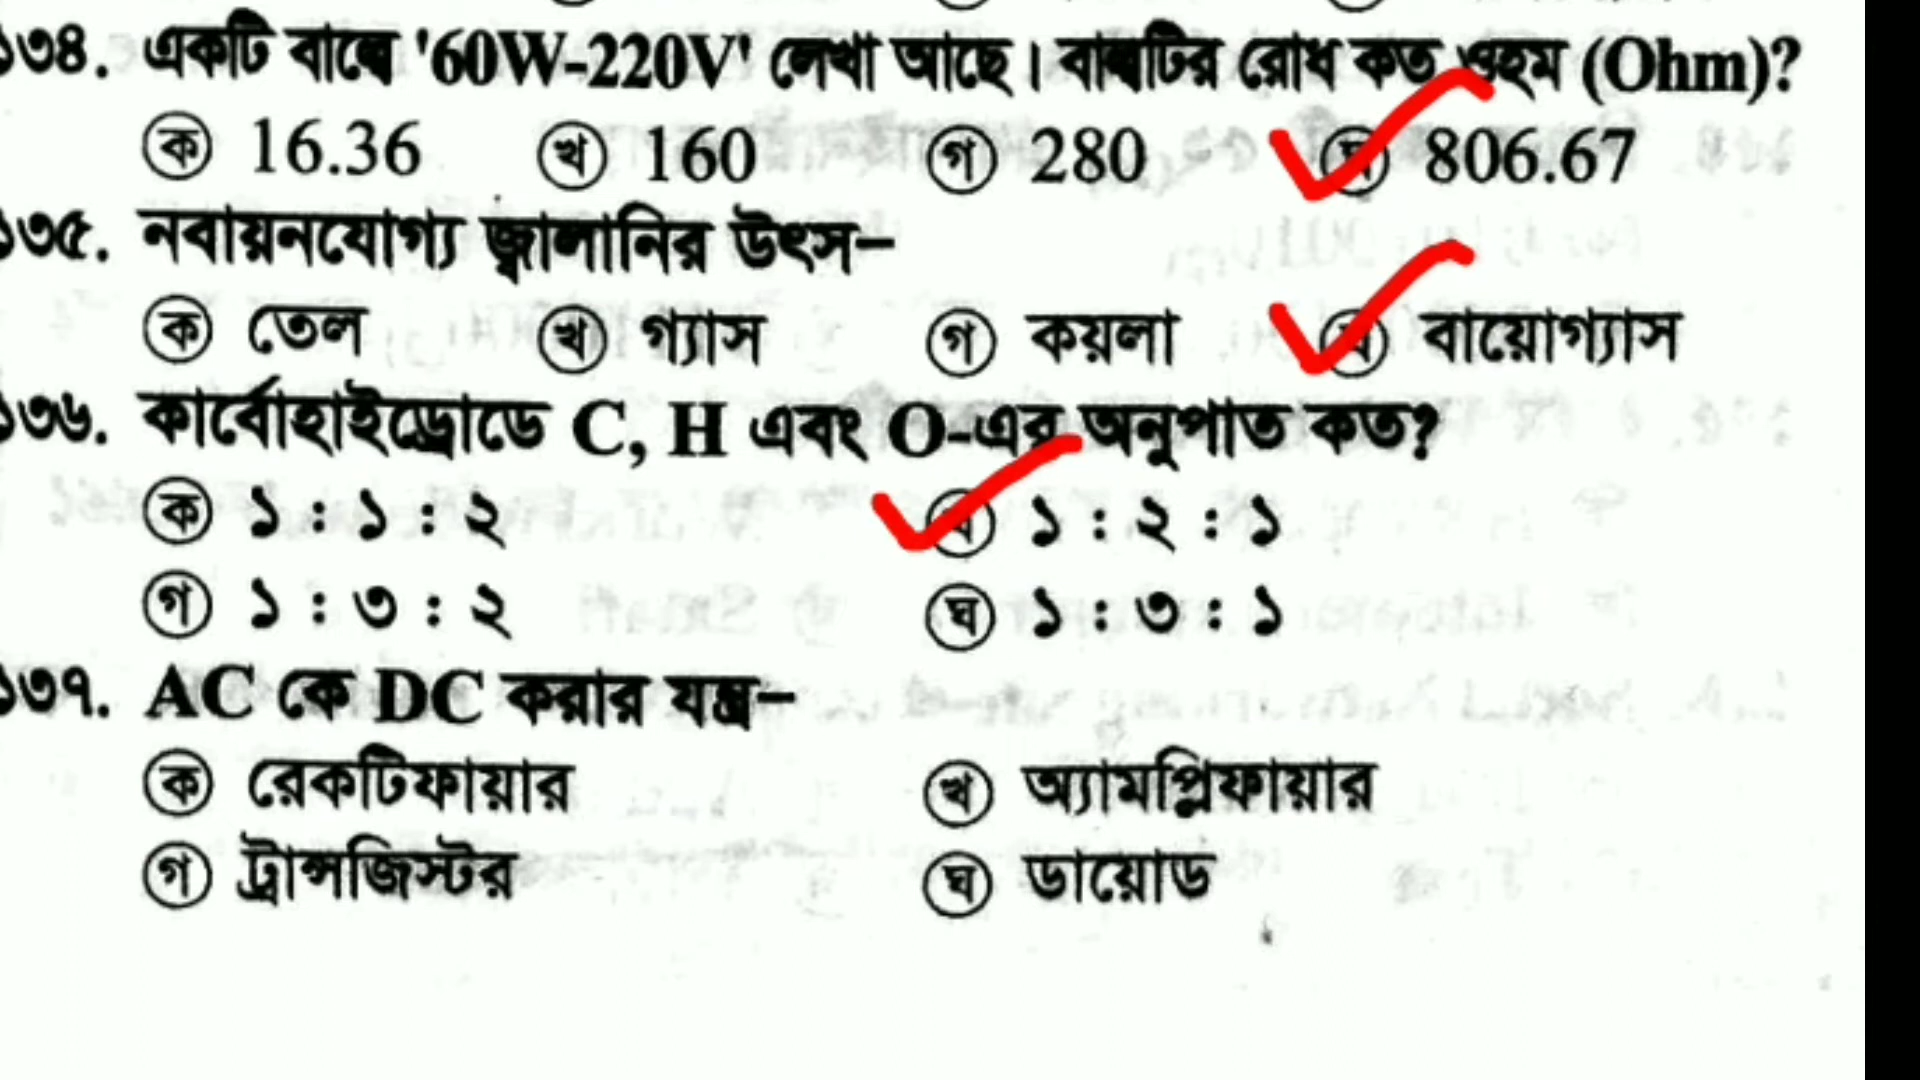 ১৩৪. একটি বাল্বে '60W-220V' লেখা আছে। বাল্বটির রোধ কত ওহম (Ohm)?
ক 16.36 খ 160 গ 280 ঘ 806.67
১৩৫. নবায়নযোগ্য জ্বালানির উৎস–
ক তেল খ গ্যাস গ কয়লা ঘ বায়োগ্যাস
১৩৬. কার্বোহাইড্রোডে C, H এবং O-এর অনুপাত কত?
ক ১ : ১ : ২ খ ১ : ২ : ১
গ ১ : ৩ : ২ ঘ ১ : ৩ : ১
১৩৭. AC কে DC করার যন্ত্র–
ক রেকটিফায়ার খ অ্যামপ্লিফায়ার
গ ট্রান্সজিস্টর ঘ ডায়োড